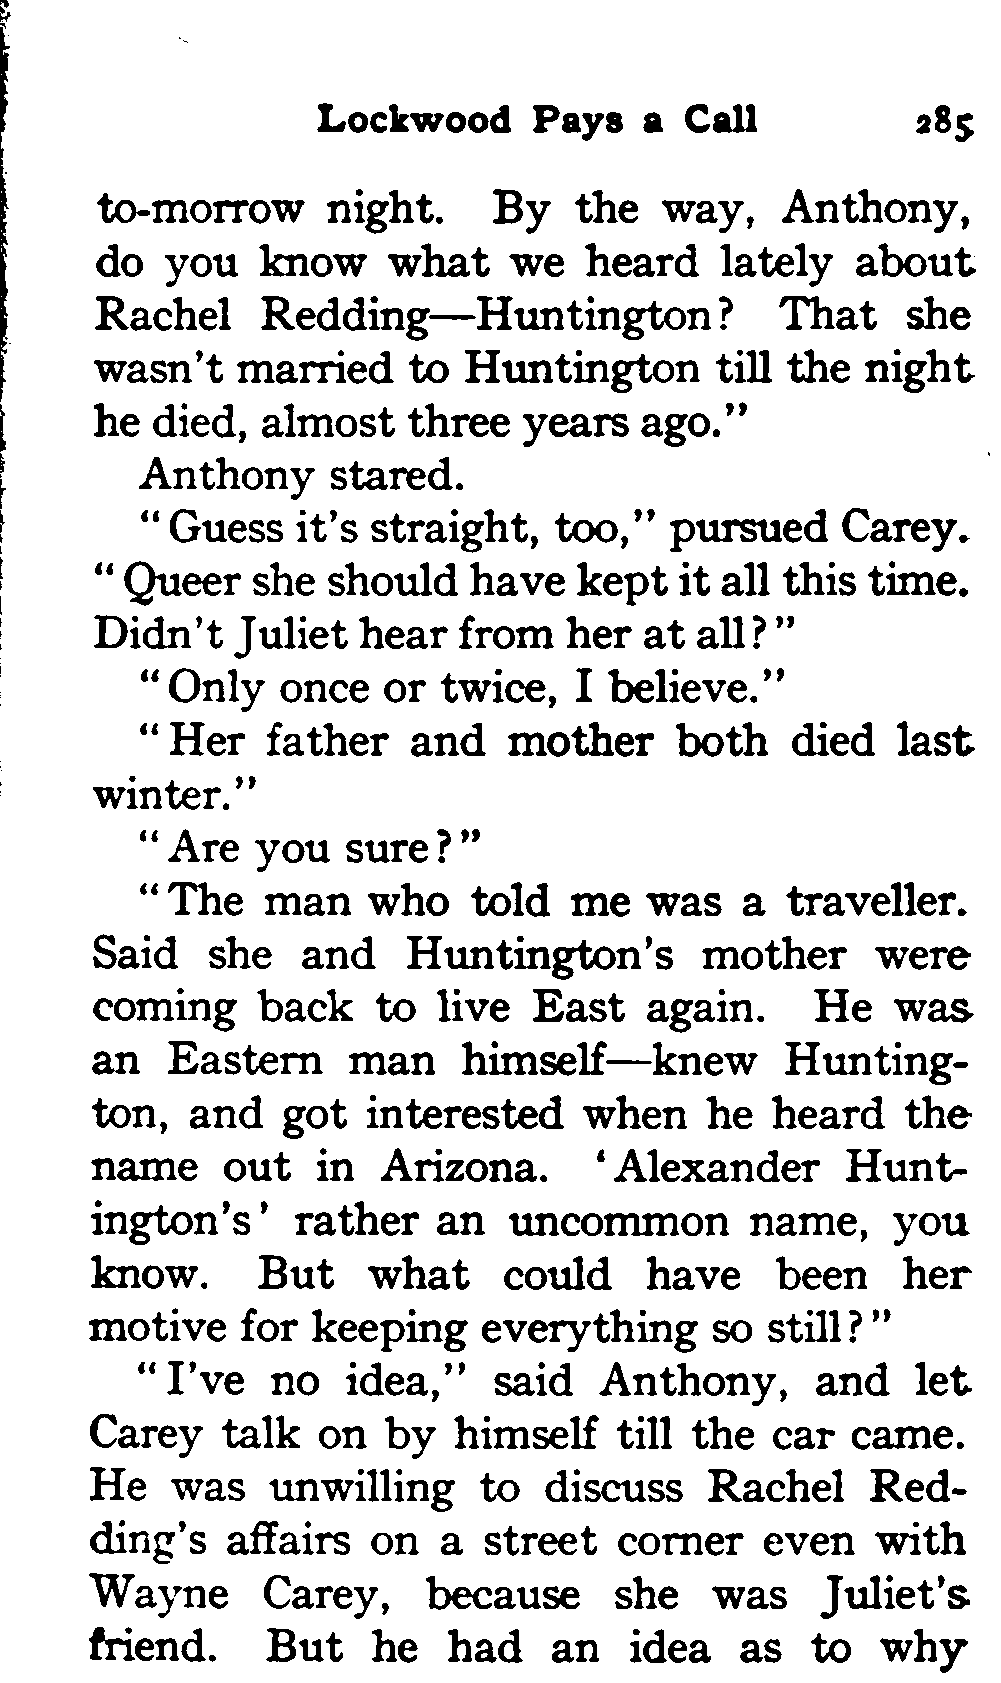 Lockwood Pays a Call 285
to-morrow night. By the way, Anthony,
do you know what we heard lately about
Rachel Redding—Huntington? That she
wasn't married to Huntington till the night
he died, almost three years ago."
Anthony stared.
"Guess it's straight, too," pursued Carey.
"Queer she should have kept it all this time.
Didn't Juliet hear from her at all?"
"Only once or twice, I believe."
"Her father and mother both died last
winter."
"Are you sure?"
"The man who told me was a traveller.
Said she and Huntington's mother were
coming back to live East again. He was
an Eastern man himself—knew Hunting-
ton, and got interested when he heard the
name out in Arizona. 'Alexander Hunt-
ington's' rather an uncommon name, you
know. But what could have been her
motive for keeping everything so still?"
"I've no idea," said Anthony, and let
Carey talk on by himself till the car came.
He was unwilling to discuss Rachel Red-
ding's affairs on a street corner even with
Wayne Carey, because she was Juliet's
friend. But he had an idea as to why